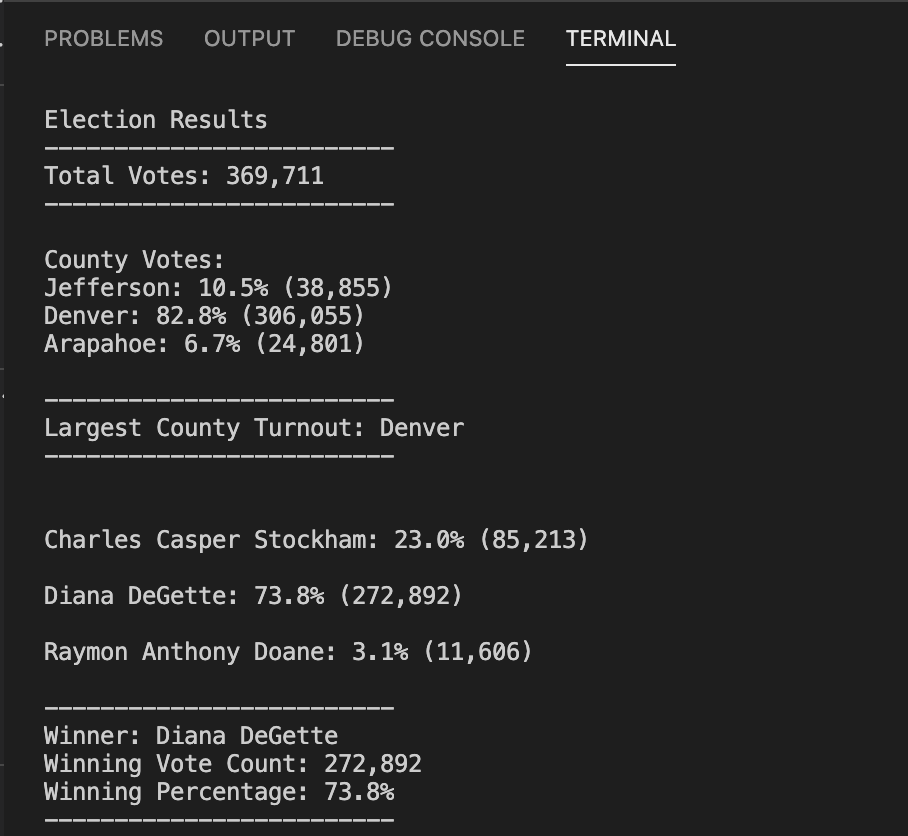 PROBLEMS OUTPUT DEBUG CONSOLE TERMINAL
Election Results
-------------------------
Total Votes: 369,711
-------------------------
County Votes:
Jefferson: 10.5% (38,855)
Denver: 82.8% (306,055)
Arapahoe: 6.7% (24,801)
-------------------------
Largest County Turnout: Denver
-------------------------
Charles Casper Stockham: 23.0% (85,213)
Diana DeGette: 73.8% (272,892)
Raymon Anthony Doane: 3.1% (11,606)
-------------------------
Winner: Diana DeGette
Winning Vote Count: 272,892
Winning Percentage: 73.8%
-------------------------